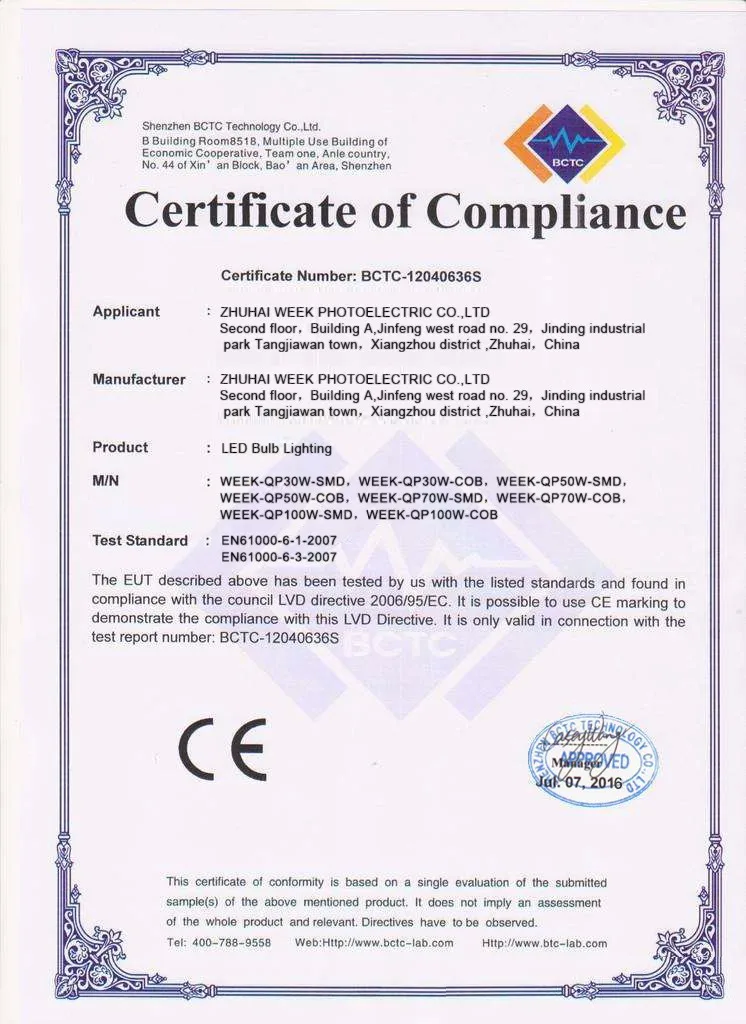 Shenzhen BCTC Technology Co.,Ltd.
B Building Room8518, Multiple Use Building of
Economic Cooperative, Team one, Anle country,
No. 44 of Xin' an Block, Bao' an Area, Shenzhen
BCTC
Certificate of Compliance
Certificate Number: BCTC-12040636S
Applicant : ZHUHAI WEEK PHOTOELECTRIC CO.,LTD
Second floor, Building A,Jinfeng west road no. 29, Jinding industrial
park Tangjiawan town, Xiangzhou district ,Zhuhai, China
Manufacturer : ZHUHAI WEEK PHOTOELECTRIC CO.,LTD
Second floor, Building A,Jinfeng west road no. 29, Jinding industrial
park Tangjiawan town, Xiangzhou district ,Zhuhai, China
Product : LED Bulb Lighting
M/N : WEEK-QP30W-SMD, WEEK-QP30W-COB, WEEK-QP50W-SMD,
WEEK-QP50W-COB, WEEK-QP70W-SMD, WEEK-QP70W-COB,
WEEK-QP100W-SMD, WEEK-QP100W-COB
Test Standard : EN61000-6-1-2007
EN61000-6-3-2007
The EUT described above has been tested by us with the listed standards and found in
compliance with the council LVD directive 2006/95/EC. It is possible to use CE marking to
demonstrate the compliance with this LVD Directive. It is only valid in connection with the
test report number: BCTC-12040636S
BCTC
CE
SHENZHEN BCTC TECHNOLOGY CO., LTD
APPROVED
Manager
Jul. 07, 2016
This certificate of conformity is based on a single evaluation of the submitted
sample(s) of the above mentioned product. It does not imply an assessment
of the whole product and relevant. Directives have to be observed.
Tel: 400-788-9558 Web:Http://www.bctc-lab.com Http://www.btc-lab.com